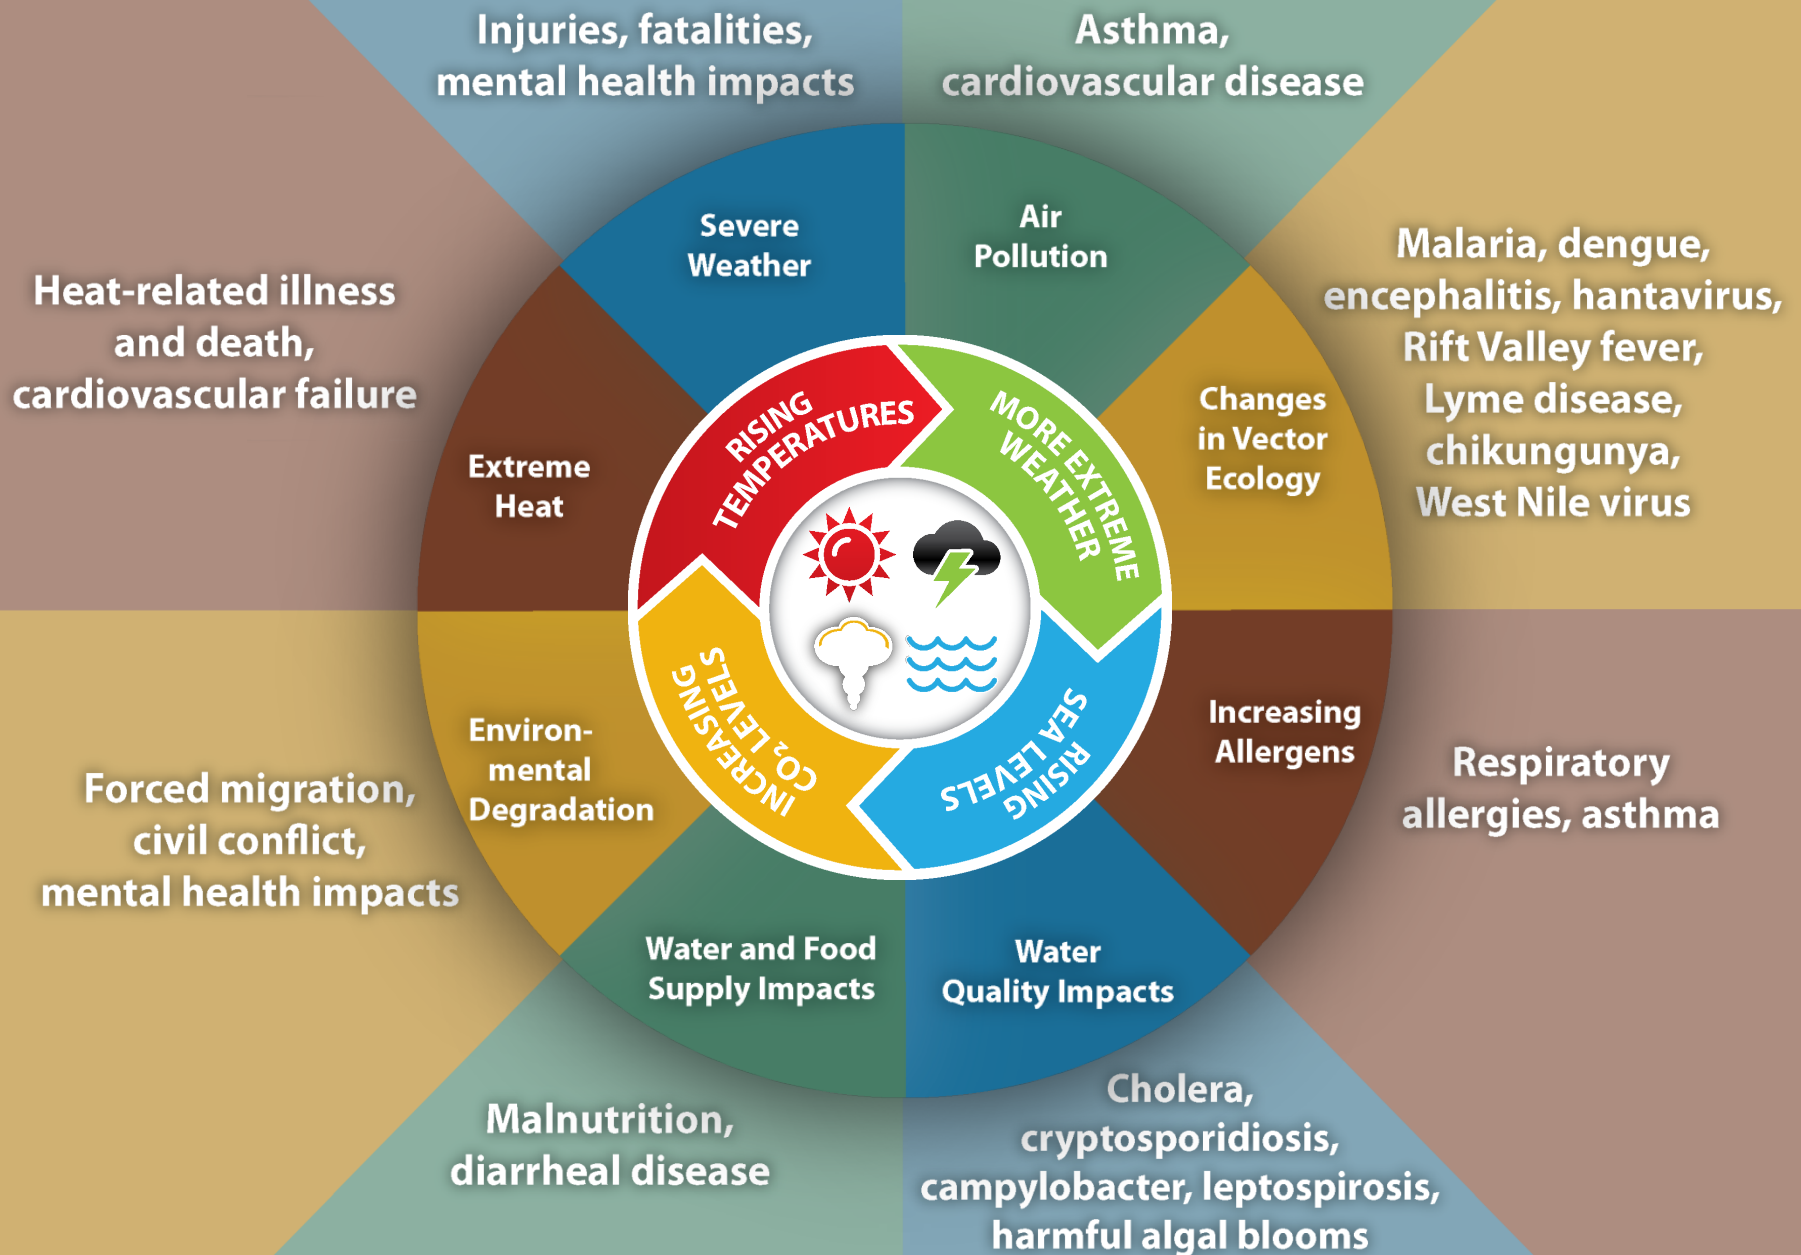 Injuries, fatalities,
mental health impacts
Asthma,
cardiovascular disease
Severe
Weather
Air
Pollution
Malaria, dengue,
encephalitis, hantavirus,
Rift Valley fever,
Lyme disease,
chikungunya,
West Nile virus
Heat-related illness
and death,
cardiovascular failure
Extreme
Heat
Changes
in Vector
Ecology
RISING
TEMPERATURES
MORE EXTREME
WEATHER
INCREASING
CO₂ LEVELS
RISING
SEA LEVELS
Environ-
mental
Degradation
Increasing
Allergens
Forced migration,
civil conflict,
mental health impacts
Respiratory
allergies, asthma
Water and Food
Supply Impacts
Water
Quality Impacts
Malnutrition,
diarrheal disease
Cholera,
cryptosporidiosis,
campylobacter, leptospirosis,
harmful algal blooms